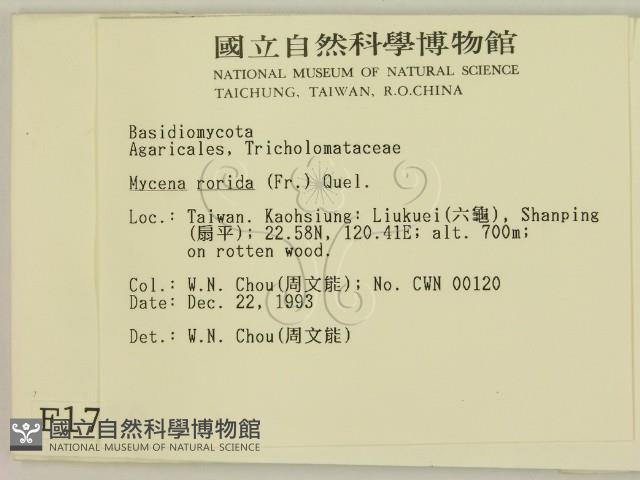 國立自然科學博物館
NATIONAL MUSEUM OF NATURAL SCIENCE
TAICHUNG, TAIWAN, R.O.CHINA
Basidiomycota
Agaricales, Tricholomataceae
Mycena rorida (Fr.) Quel.
Loc.: Taiwan. Kaohsiung: Liukuei(六龜), Shanping
(扇平); 22.58N, 120.41E; alt. 700m;
on rotten wood.
Col.: W.N. Chou(周文能); No. CWN 00120
Date: Dec. 22, 1993
Det.: W.N. Chou(周文能)
F17
國立自然科學博物館
NATIONAL MUSEUM OF NATURAL SCIENCE